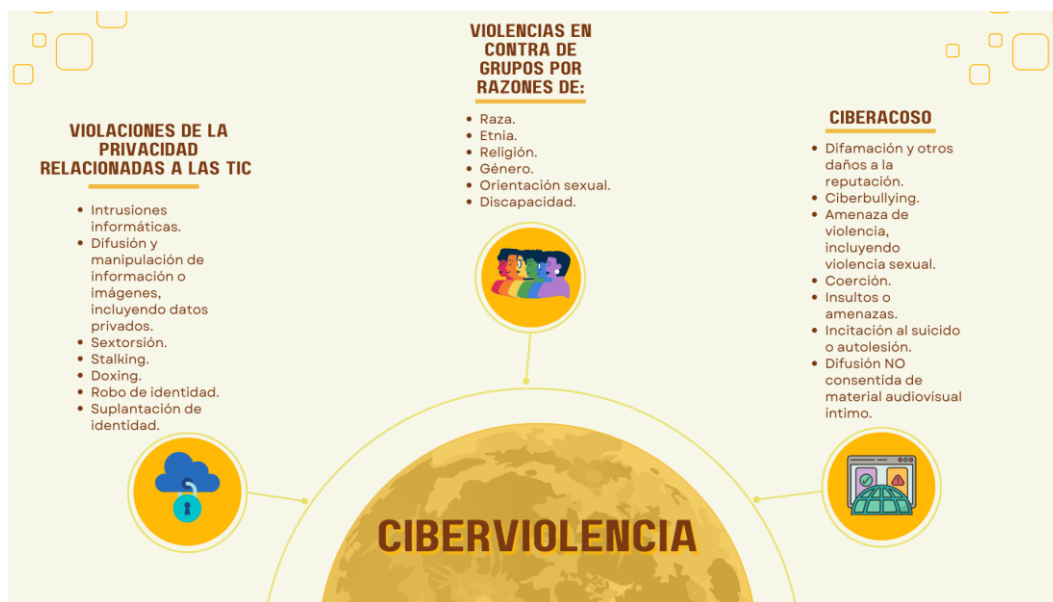 VIOLACIONES DE LA
PRIVACIDAD
RELACIONADAS A LAS TIC
• Intrusiones
informáticas.
• Difusión y
manipulación de
información o
imágenes,
incluyendo datos
privados.
• Sextorsión.
• Stalking.
• Doxing.
• Robo de identidad.
• Suplantación de
identidad.
VIOLENCIAS EN
CONTRA DE
GRUPOS POR
RAZONES DE:
• Raza.
• Etnia.
• Religión.
• Género.
• Orientación sexual.
• Discapacidad.
CIBERACOSO
• Difamación y otros
daños a la
reputación.
• Ciberbullying.
• Amenaza de
violencia,
incluyendo
violencia sexual.
• Coerción.
• Insultos o
amenazas.
• Incitación al suicido
o autolesión.
• Difusión NO
consentida de
material audiovisual
íntimo.
CIBERVIOLENCIA